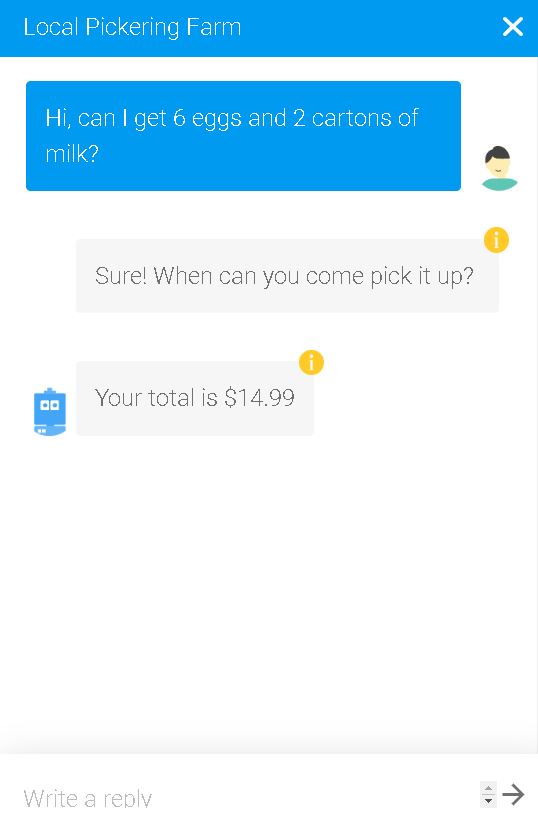 Local Pickering Farm
Hi, can I get 6 eggs and 2 cartons of
milk?
Sure! When can you come pick it up?
Your total is $14.99
Write a reply